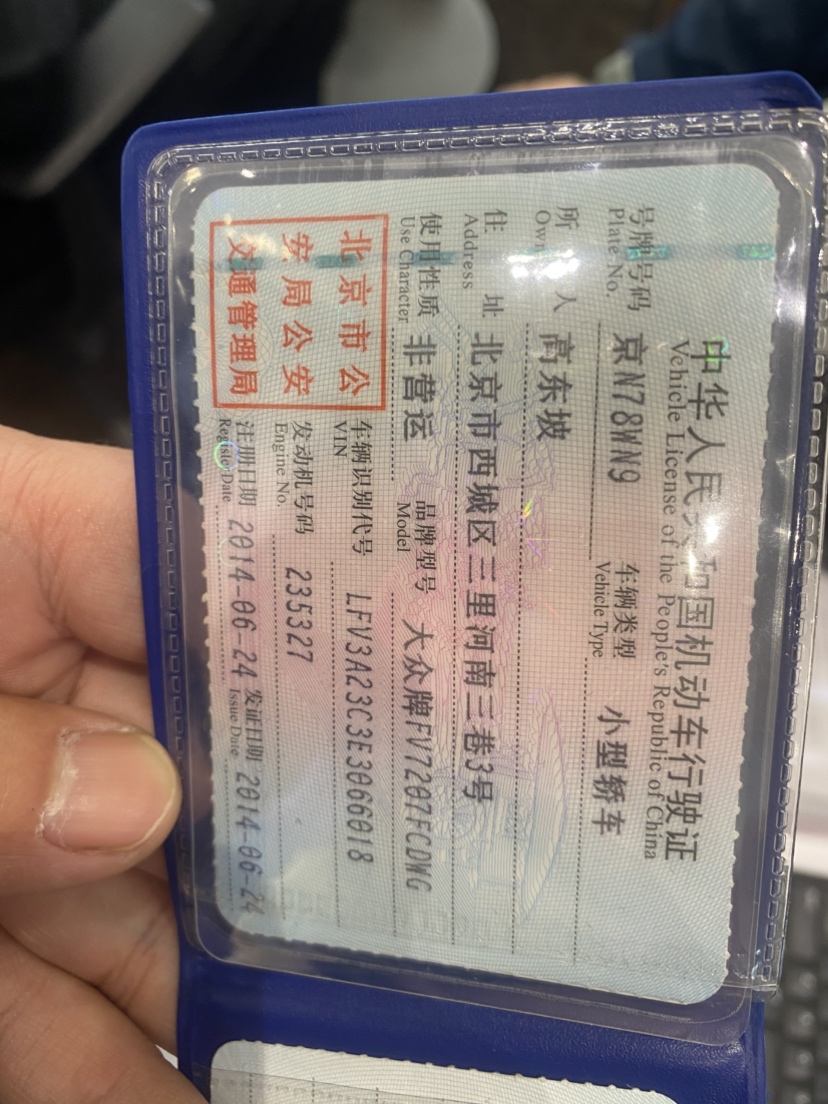 中华人民共和国机动车行驶证
Vehicle License of the People's Republic of China
号牌号码 京N78WN9 车辆类型 小型轿车
Plate No. Vehicle Type
所有人 高东坡
Owner
住址 北京市西城区三里河南三巷3号
Address
使用性质 非营运 品牌型号 大众牌FV7207FCDWG
Use Character Model
北京市公
安局公安
交通管理局
车辆识别代号 LFV3A23C3E3066018
VIN
发动机号码 235327
Engine No.
注册日期 2014-06-24 发证日期 2014-06-24
Register Date Issue Date